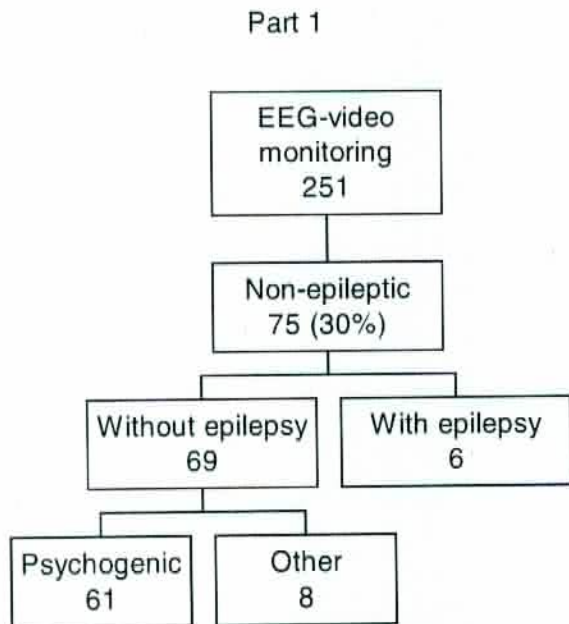 Part 1
EEG-video
monitoring
251
Non-epileptic
75 (30%)
Without epilepsy
69
With epilepsy
6
Psychogenic
61
Other
8